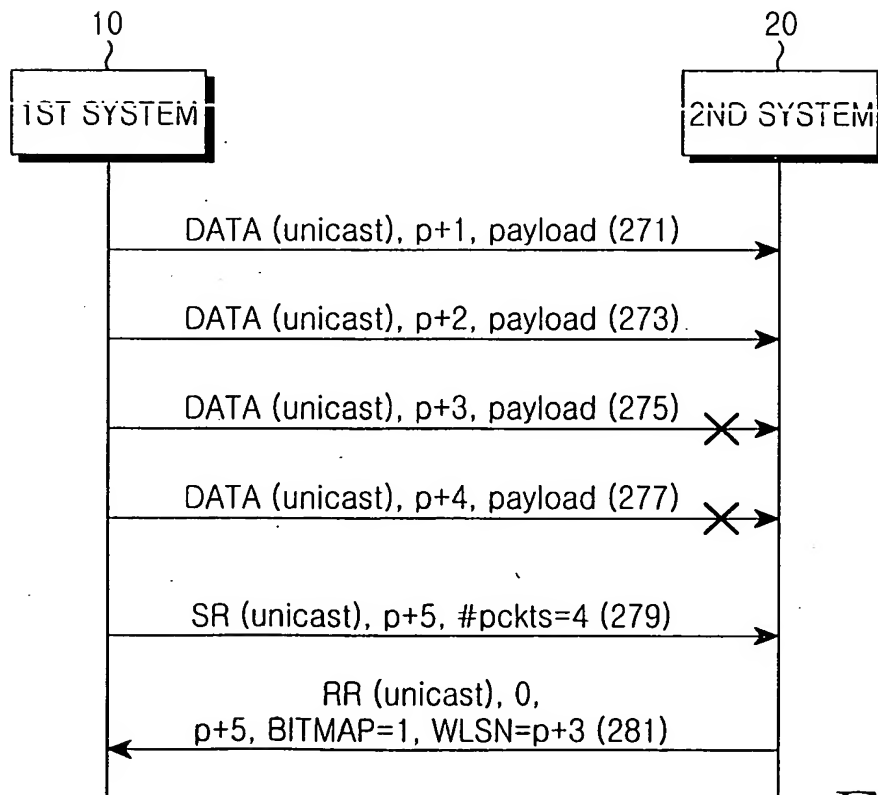 10
20
1ST SYSTEM
2ND SYSTEM
DATA (unicast), p+1, payload (271)
DATA (unicast), p+2, payload (273)
DATA (unicast), p+3, payload (275)
DATA (unicast), p+4, payload (277)
SR (unicast), p+5, #pckts=4 (279)
RR (unicast), 0,
p+5, BITMAP=1, WLSN=p+3 (281)